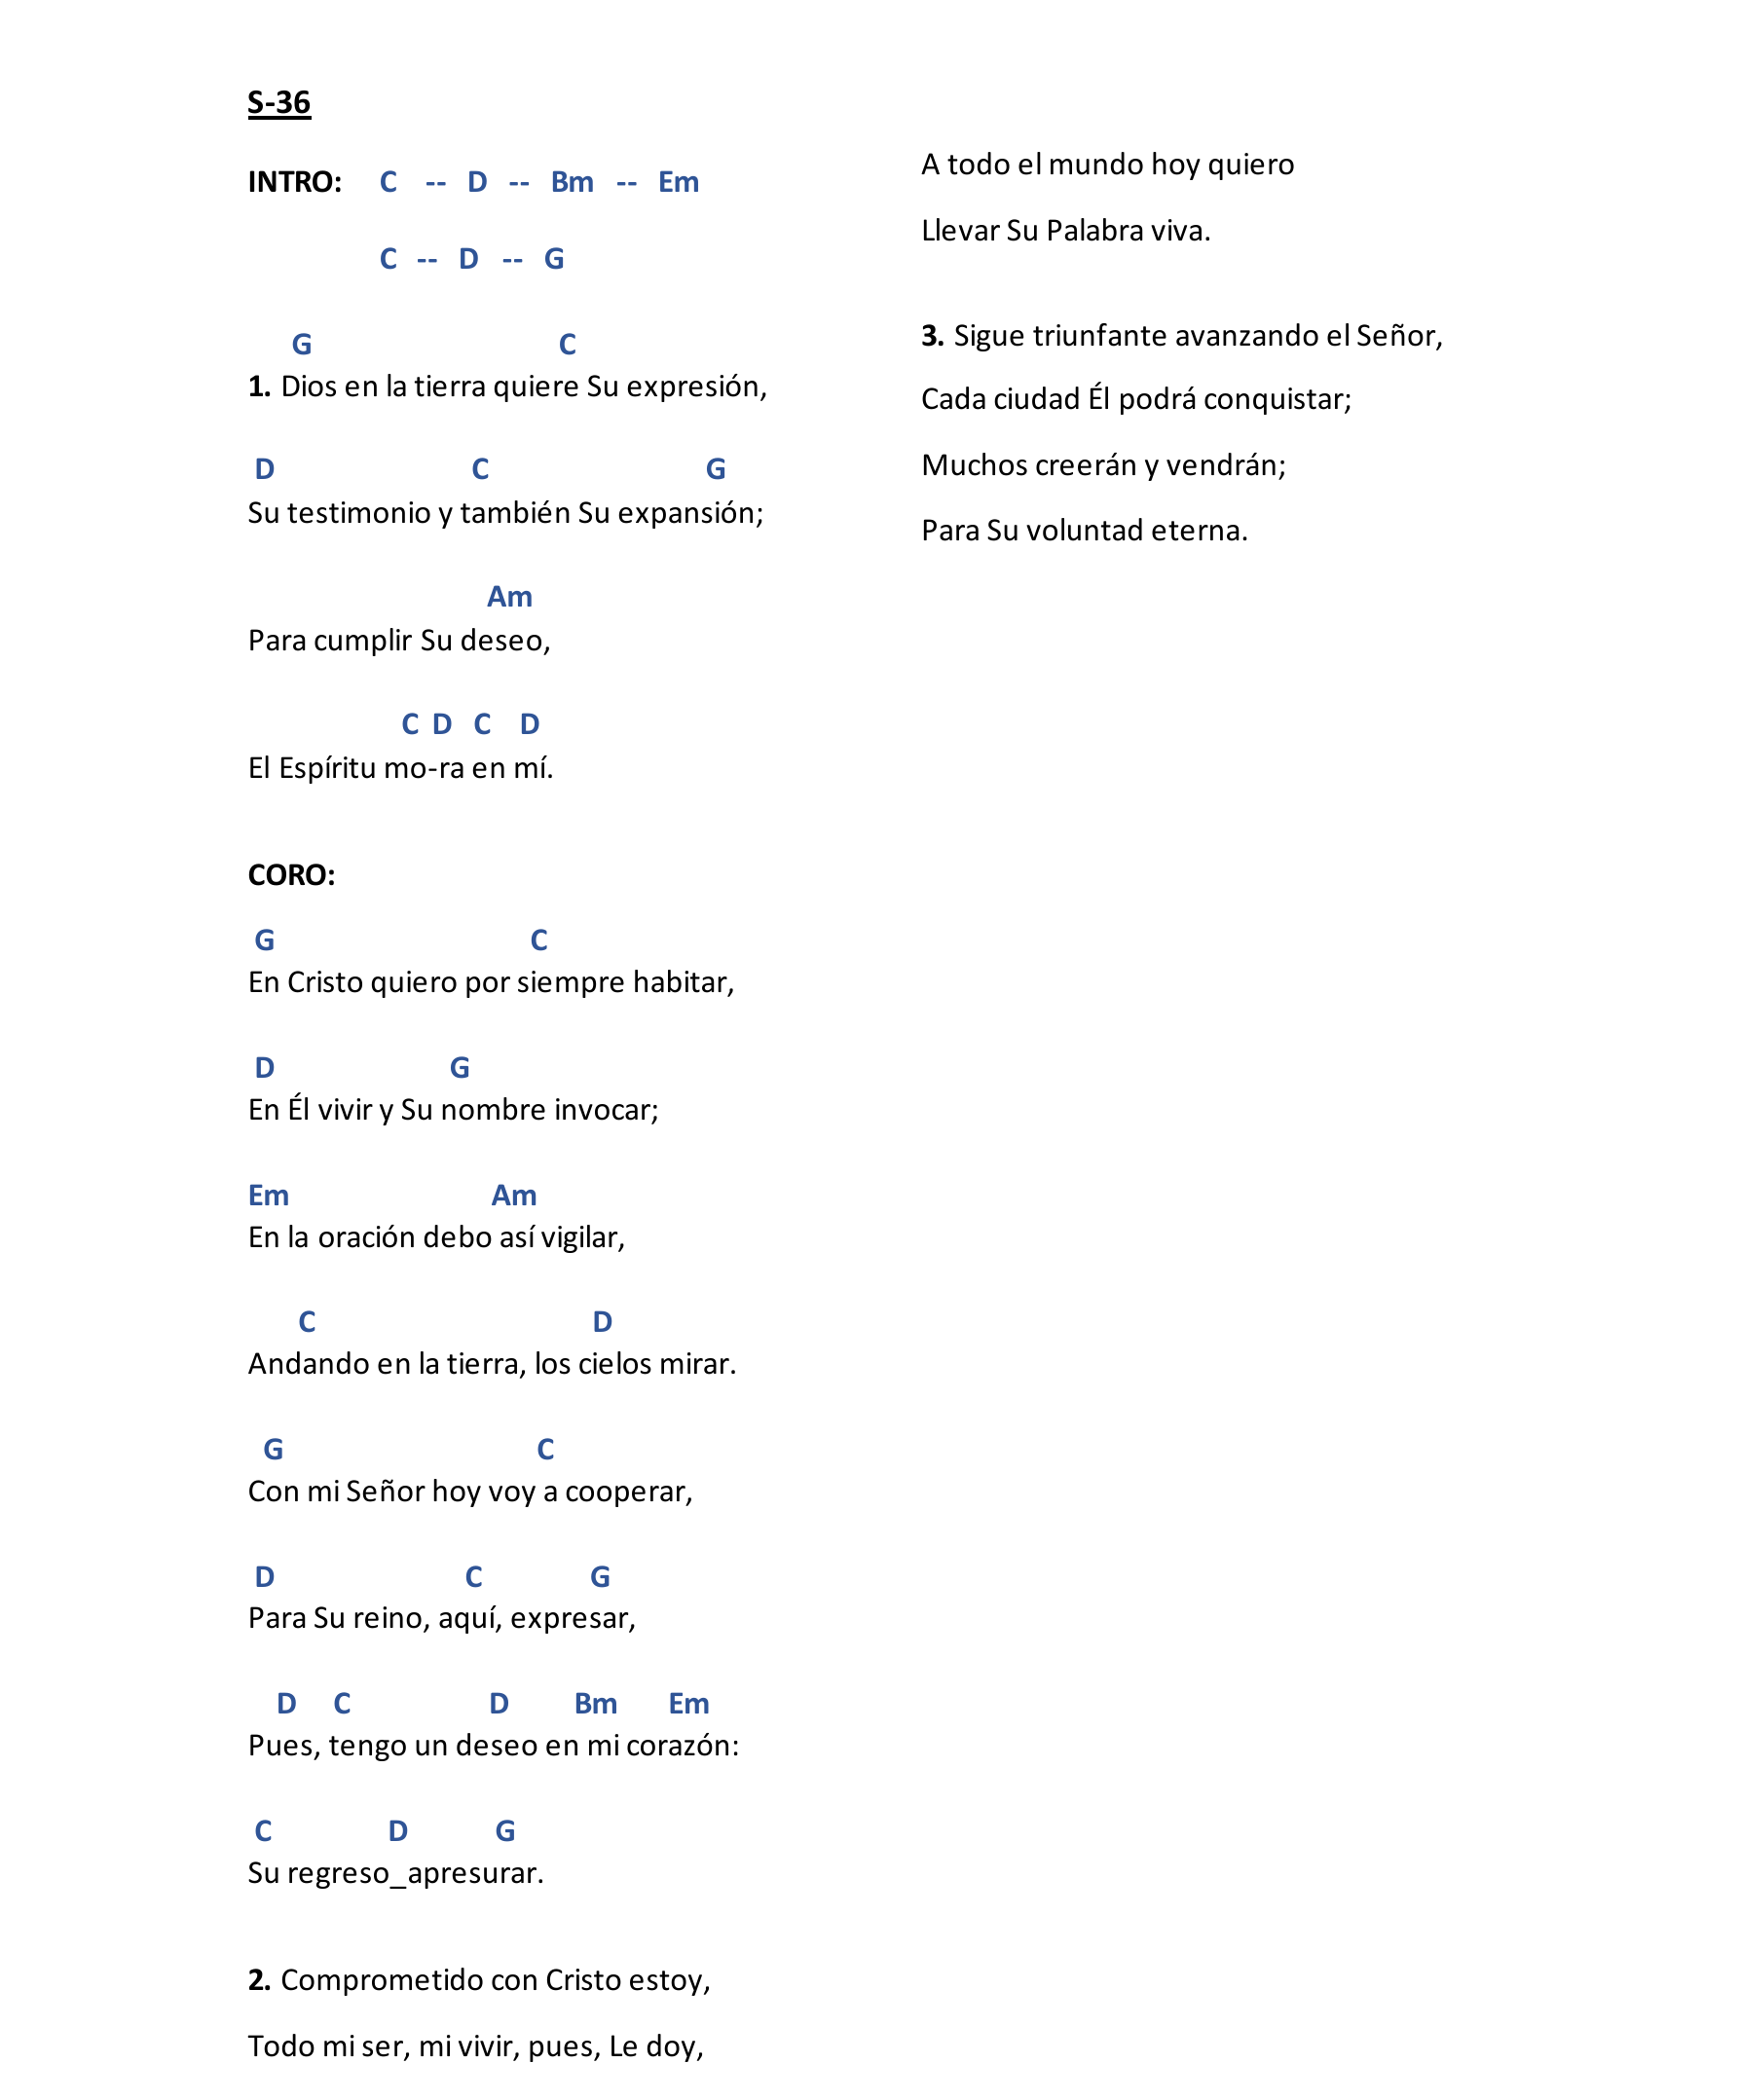 S-36
INTRO: C -- D -- Bm -- Em
C -- D -- G
G C
1. Dios en la tierra quiere Su expresión,
D C G
Su testimonio y también Su expansión;
Am
Para cumplir Su deseo,
C D C D
El Espíritu mo-ra en mí.
CORO:
G C
En Cristo quiero por siempre habitar,
D G
En Él vivir y Su nombre invocar;
Em Am
En la oración debo así vigilar,
C D
Andando en la tierra, los cielos mirar.
G C
Con mi Señor hoy voy a cooperar,
D C G
Para Su reino, aquí, expresar,
D C D Bm Em
Pues, tengo un deseo en mi corazón:
C D G
Su regreso_apresurar.
2. Comprometido con Cristo estoy,
Todo mi ser, mi vivir, pues, Le doy,
A todo el mundo hoy quiero
Llevar Su Palabra viva.
3. Sigue triunfante avanzando el Señor,
Cada ciudad Él podrá conquistar;
Muchos creerán y vendrán;
Para Su voluntad eterna.